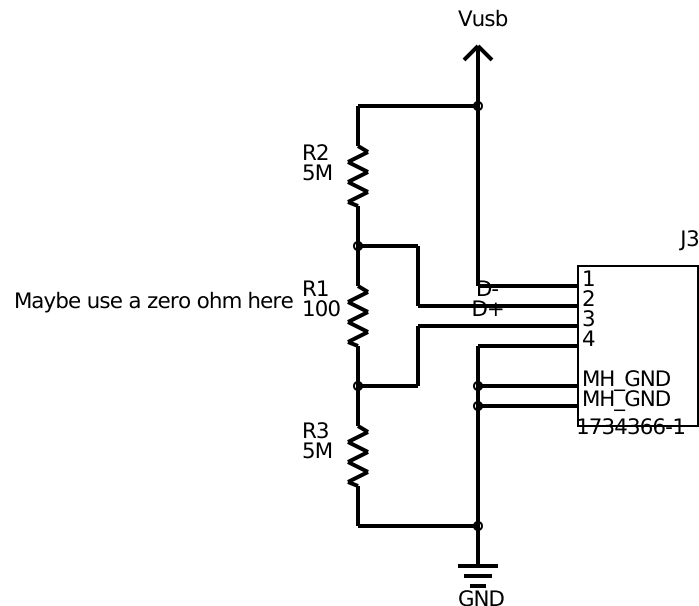 Vusb
R2
5M
J3
D-
1
2
D+
3
4
Maybe use a zero ohm here
R1
100
MH_GND
MH_GND
1734366-1
R3
5M
GND